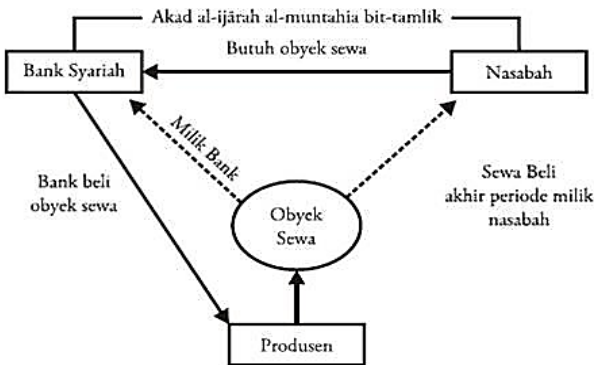 Akad al-ijārah al-muntahia bit-tamlik
Butuh obyek sewa
Bank Syariah
Nasabah
Milik Bank
Bank beli
obyek sewa
Obyek
Sewa
Sewa Beli
akhir periode milik
nasabah
Produsen